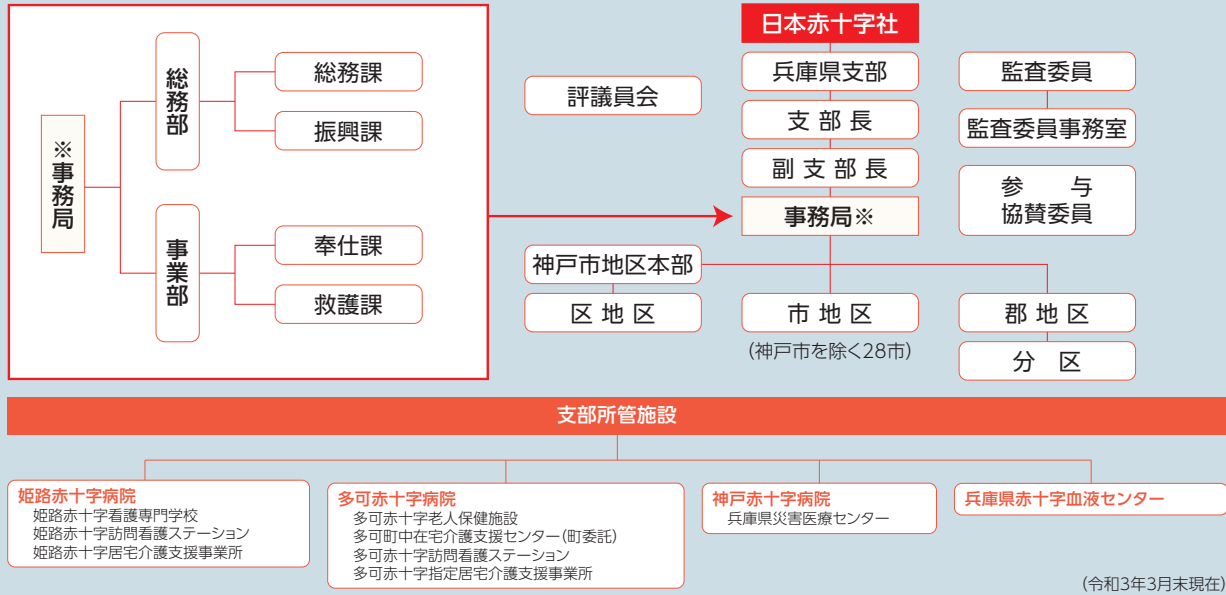 ※事務局
総務部
総務課
振興課
事業部
奉仕課
救護課
日本赤十字社
兵庫県支部
支部長
副支部長
事務局※
評議員会
監査委員
監査委員事務室
参　与
協賛委員
神戸市地区本部
区地区
市地区
(神戸市を除く28市)
郡地区
分　区
支部所管施設
姫路赤十字病院
姫路赤十字看護専門学校
姫路赤十字訪問看護ステーション
姫路赤十字居宅介護支援事業所
多可赤十字病院
多可赤十字老人保健施設
多可町中在宅介護支援センター(町委託)
多可赤十字訪問看護ステーション
多可赤十字指定居宅介護支援事業所
神戸赤十字病院
兵庫県災害医療センター
兵庫県赤十字血液センター
(令和3年3月末現在)